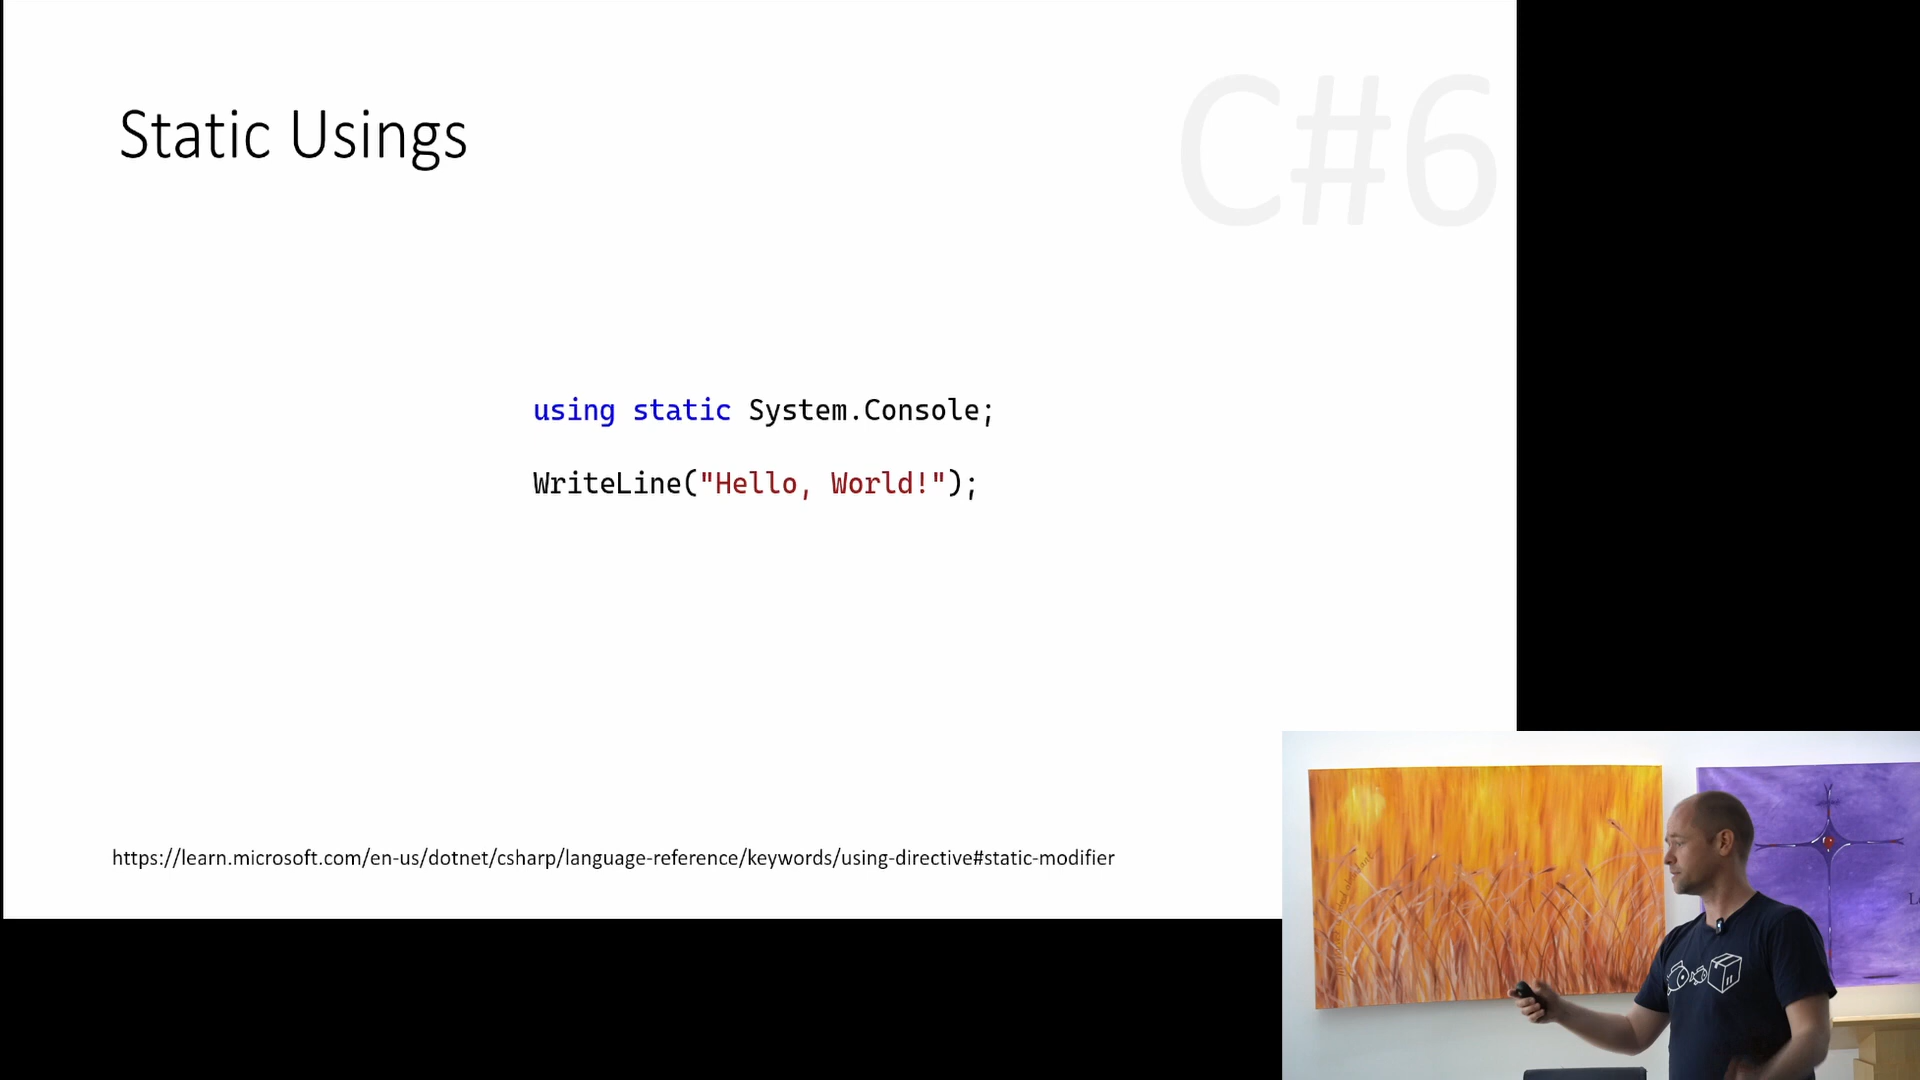 C#6
Static Usings
using static System.Console;
WriteLine("Hello, World!");
https://learn.microsoft.com/en-us/dotnet/csharp/language-reference/keywords/using-directive#static-modifier